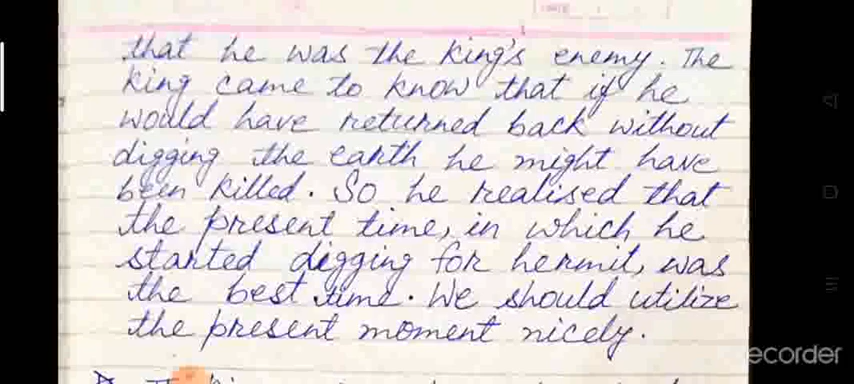 that he was the king's enemy. The
king came to know that if he
would have returned back without
digging the earth he might have
been killed. So he realised that
the present time, in which he
started digging for hermit, was
the best time. We should utilize
the present moment nicely.
ecorder